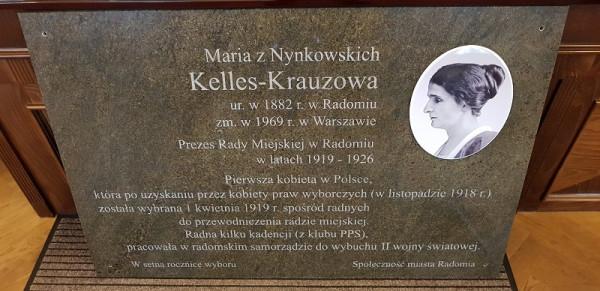 Maria z Nynkowskich
Kelles-Krauzowa
ur. w 1882 r. w Radomiu
zm. w 1969 r. w Warszawie
Prezes Rady Miejskiej w Radomiu
w latach 1919 - 1926
Pierwsza kobieta w Polsce,
która po uzyskaniu przez kobiety praw wyborczych (w listopadzie 1918 r.)
została wybrana 1 kwietnia 1919 r. spośród radnych
do przewodniczenia radzie miejskiej.
Radna kilku kadencji (z klubu PPS),
pracowała w radomskim samorządzie do wybuchu II wojny światowej.
W setną rocznicę wyboru
Społeczność miasta Radomia